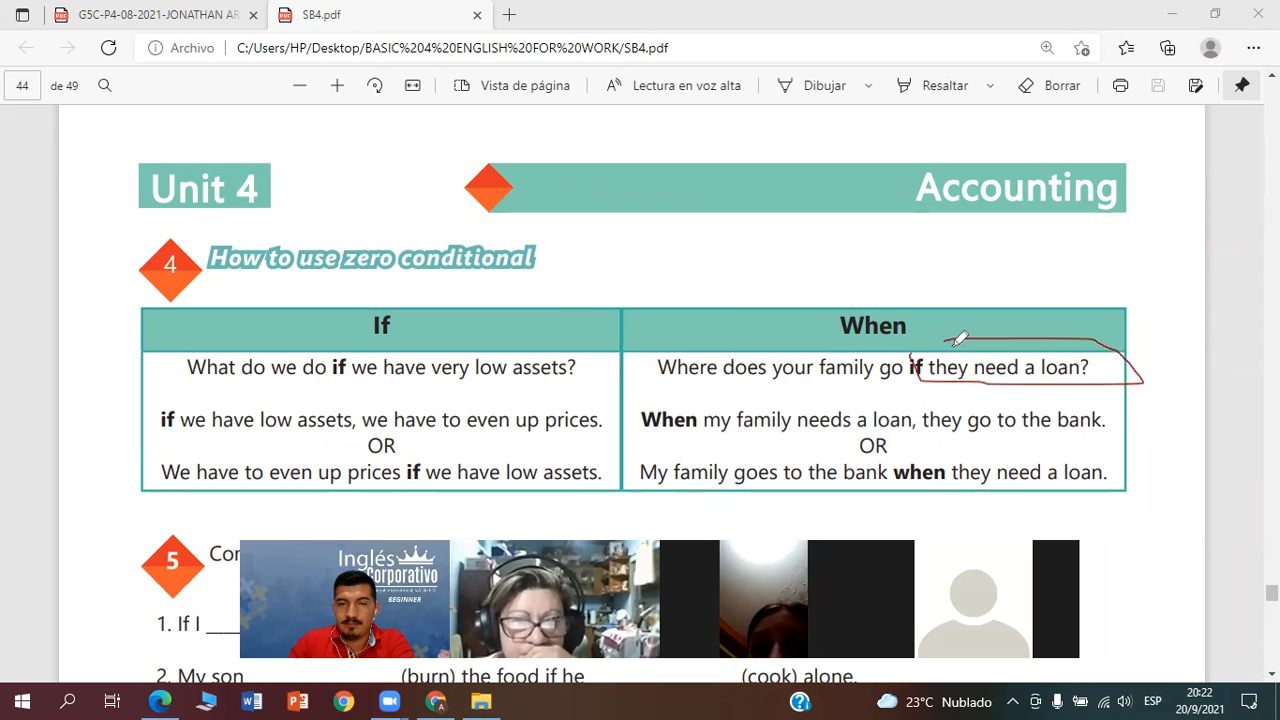 G5C-P4-08-2021-JONATHAN AR
SB4.pdf
Archivo C:/Users/HP/Desktop/BASIC%204%20ENGLISH%20FOR%20WORK/SB4.pdf
44 de 49
Vista de página
Lectura en voz alta
Dibujar
Resaltar
Borrar
Unit 4
Accounting
4 How to use zero conditional
If
When
What do we do if we have very low assets?
Where does your family go if they need a loan?
if we have low assets, we have to even up prices.
When my family needs a loan, they go to the bank.
OR
OR
We have to even up prices if we have low assets.
My family goes to the bank when they need a loan.
5
Inglés
Corporativo
BEGINNER
1. If I ____
2. My son
(burn) the food if he
(cook) alone.
23°C Nublado
ESP
20:22
20/9/2021